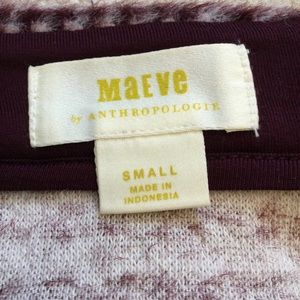 MaEVe
by ANTHROPOLOGIE
SMALL
MADE IN
INDONESIA